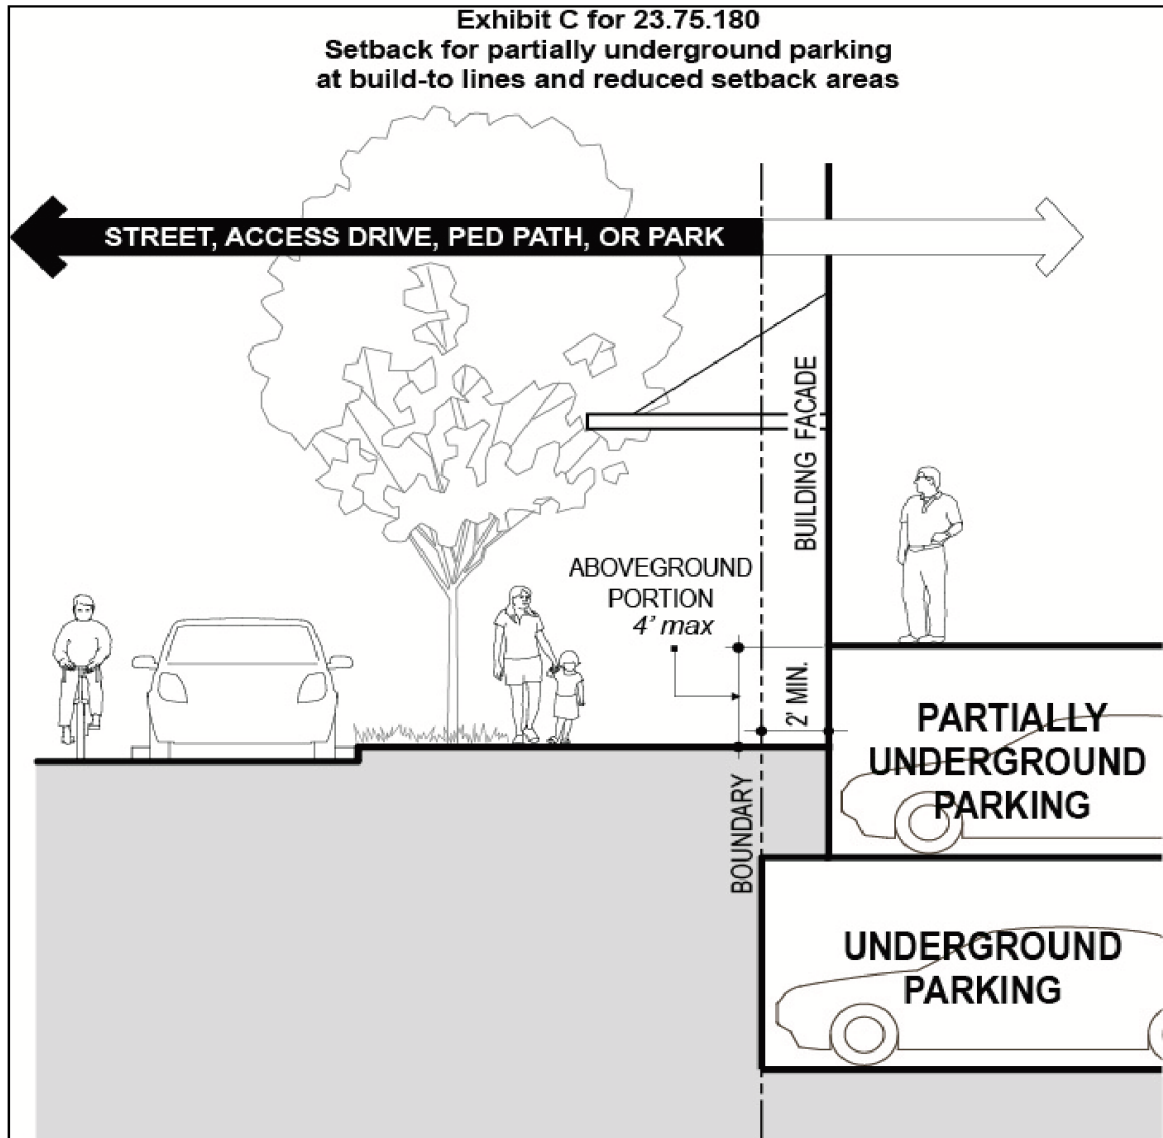 Exhibit C for 23.75.180
Setback for partially underground parking
at build-to lines and reduced setback areas
STREET, ACCESS DRIVE, PED PATH, OR PARK
BUILDING FACADE
ABOVEGROUND
PORTION
4' max
2' MIN.
BOUNDARY
PARTIALLY
UNDERGROUND
PARKING
UNDERGROUND
PARKING